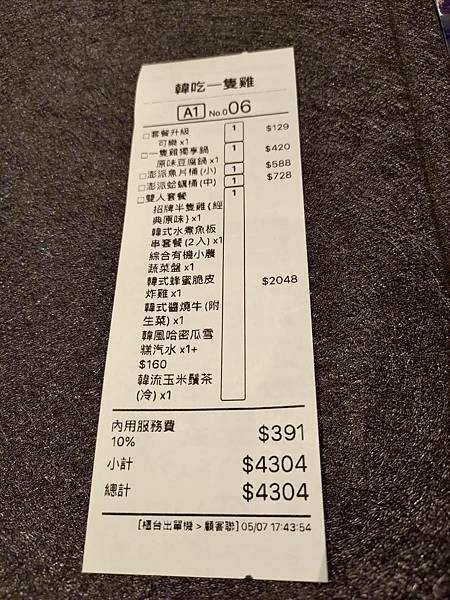 韓吃一隻雞
A1 No.006
□套餐升級 1 $129
可樂 x1
□一隻雞獨享鍋 1 $420
原味豆腐鍋 x1
□澎派魚片桶 (小) 1 $588
□澎派蛤蠣桶 (中) 1 $728
□雙人套餐 1
招牌半隻雞 (經
典原味) x1
韓式水煮魚板
串套餐 (2入) x1
綜合有機小農
蔬菜盤 x1
韓式蜂蜜脆皮 $2048
炸雞 x1
韓式醬燒牛 (附
生菜) x1
韓風哈密瓜雪
糕汽水 x1+
$160
韓流玉米鬚茶
(冷) x1
內用服務費 $391
10%
小計 $4304
總計 $4304
[櫃台出單機 > 顧客聯] 05/07 17:43:54